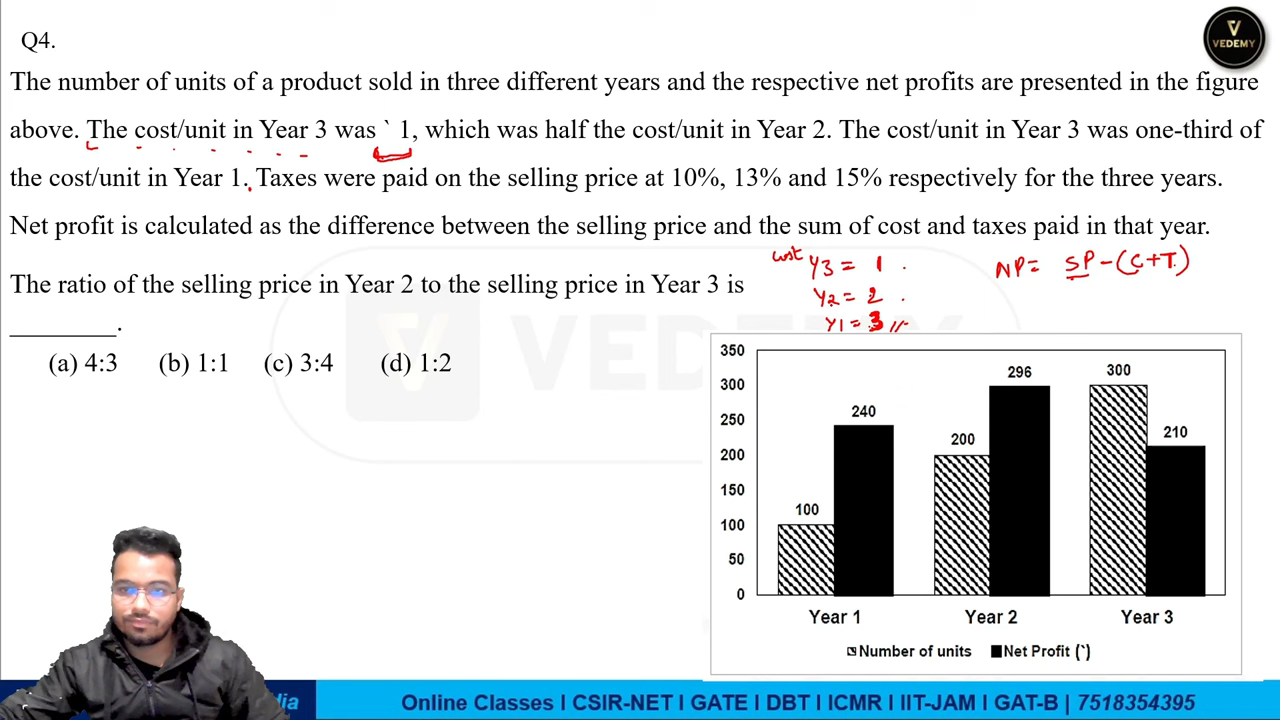 Q4.
VEDEMY
The number of units of a product sold in three different years and the respective net profits are presented in the figure
above. The cost/unit in Year 3 was ` 1, which was half the cost/unit in Year 2. The cost/unit in Year 3 was one-third of
the cost/unit in Year 1. Taxes were paid on the selling price at 10%, 13% and 15% respectively for the three years.
Net profit is calculated as the difference between the selling price and the sum of cost and taxes paid in that year.
cost Y3 = 1
NP = SP - (C+T)
The ratio of the selling price in Year 2 to the selling price in Year 3 is
Y2 = 2
________.
Y1 = 3
(a) 4:3 (b) 1:1 (c) 3:4 (d) 1:2
VEDEMY
350
300
250
200
150
100
50
0
100
240
200
296
300
210
Year 1 Year 2 Year 3
Number of units Net Profit (`)
Online Classes I CSIR-NET I GATE I DBT I ICMR I IIT-JAM I GAT-B I 7518354395